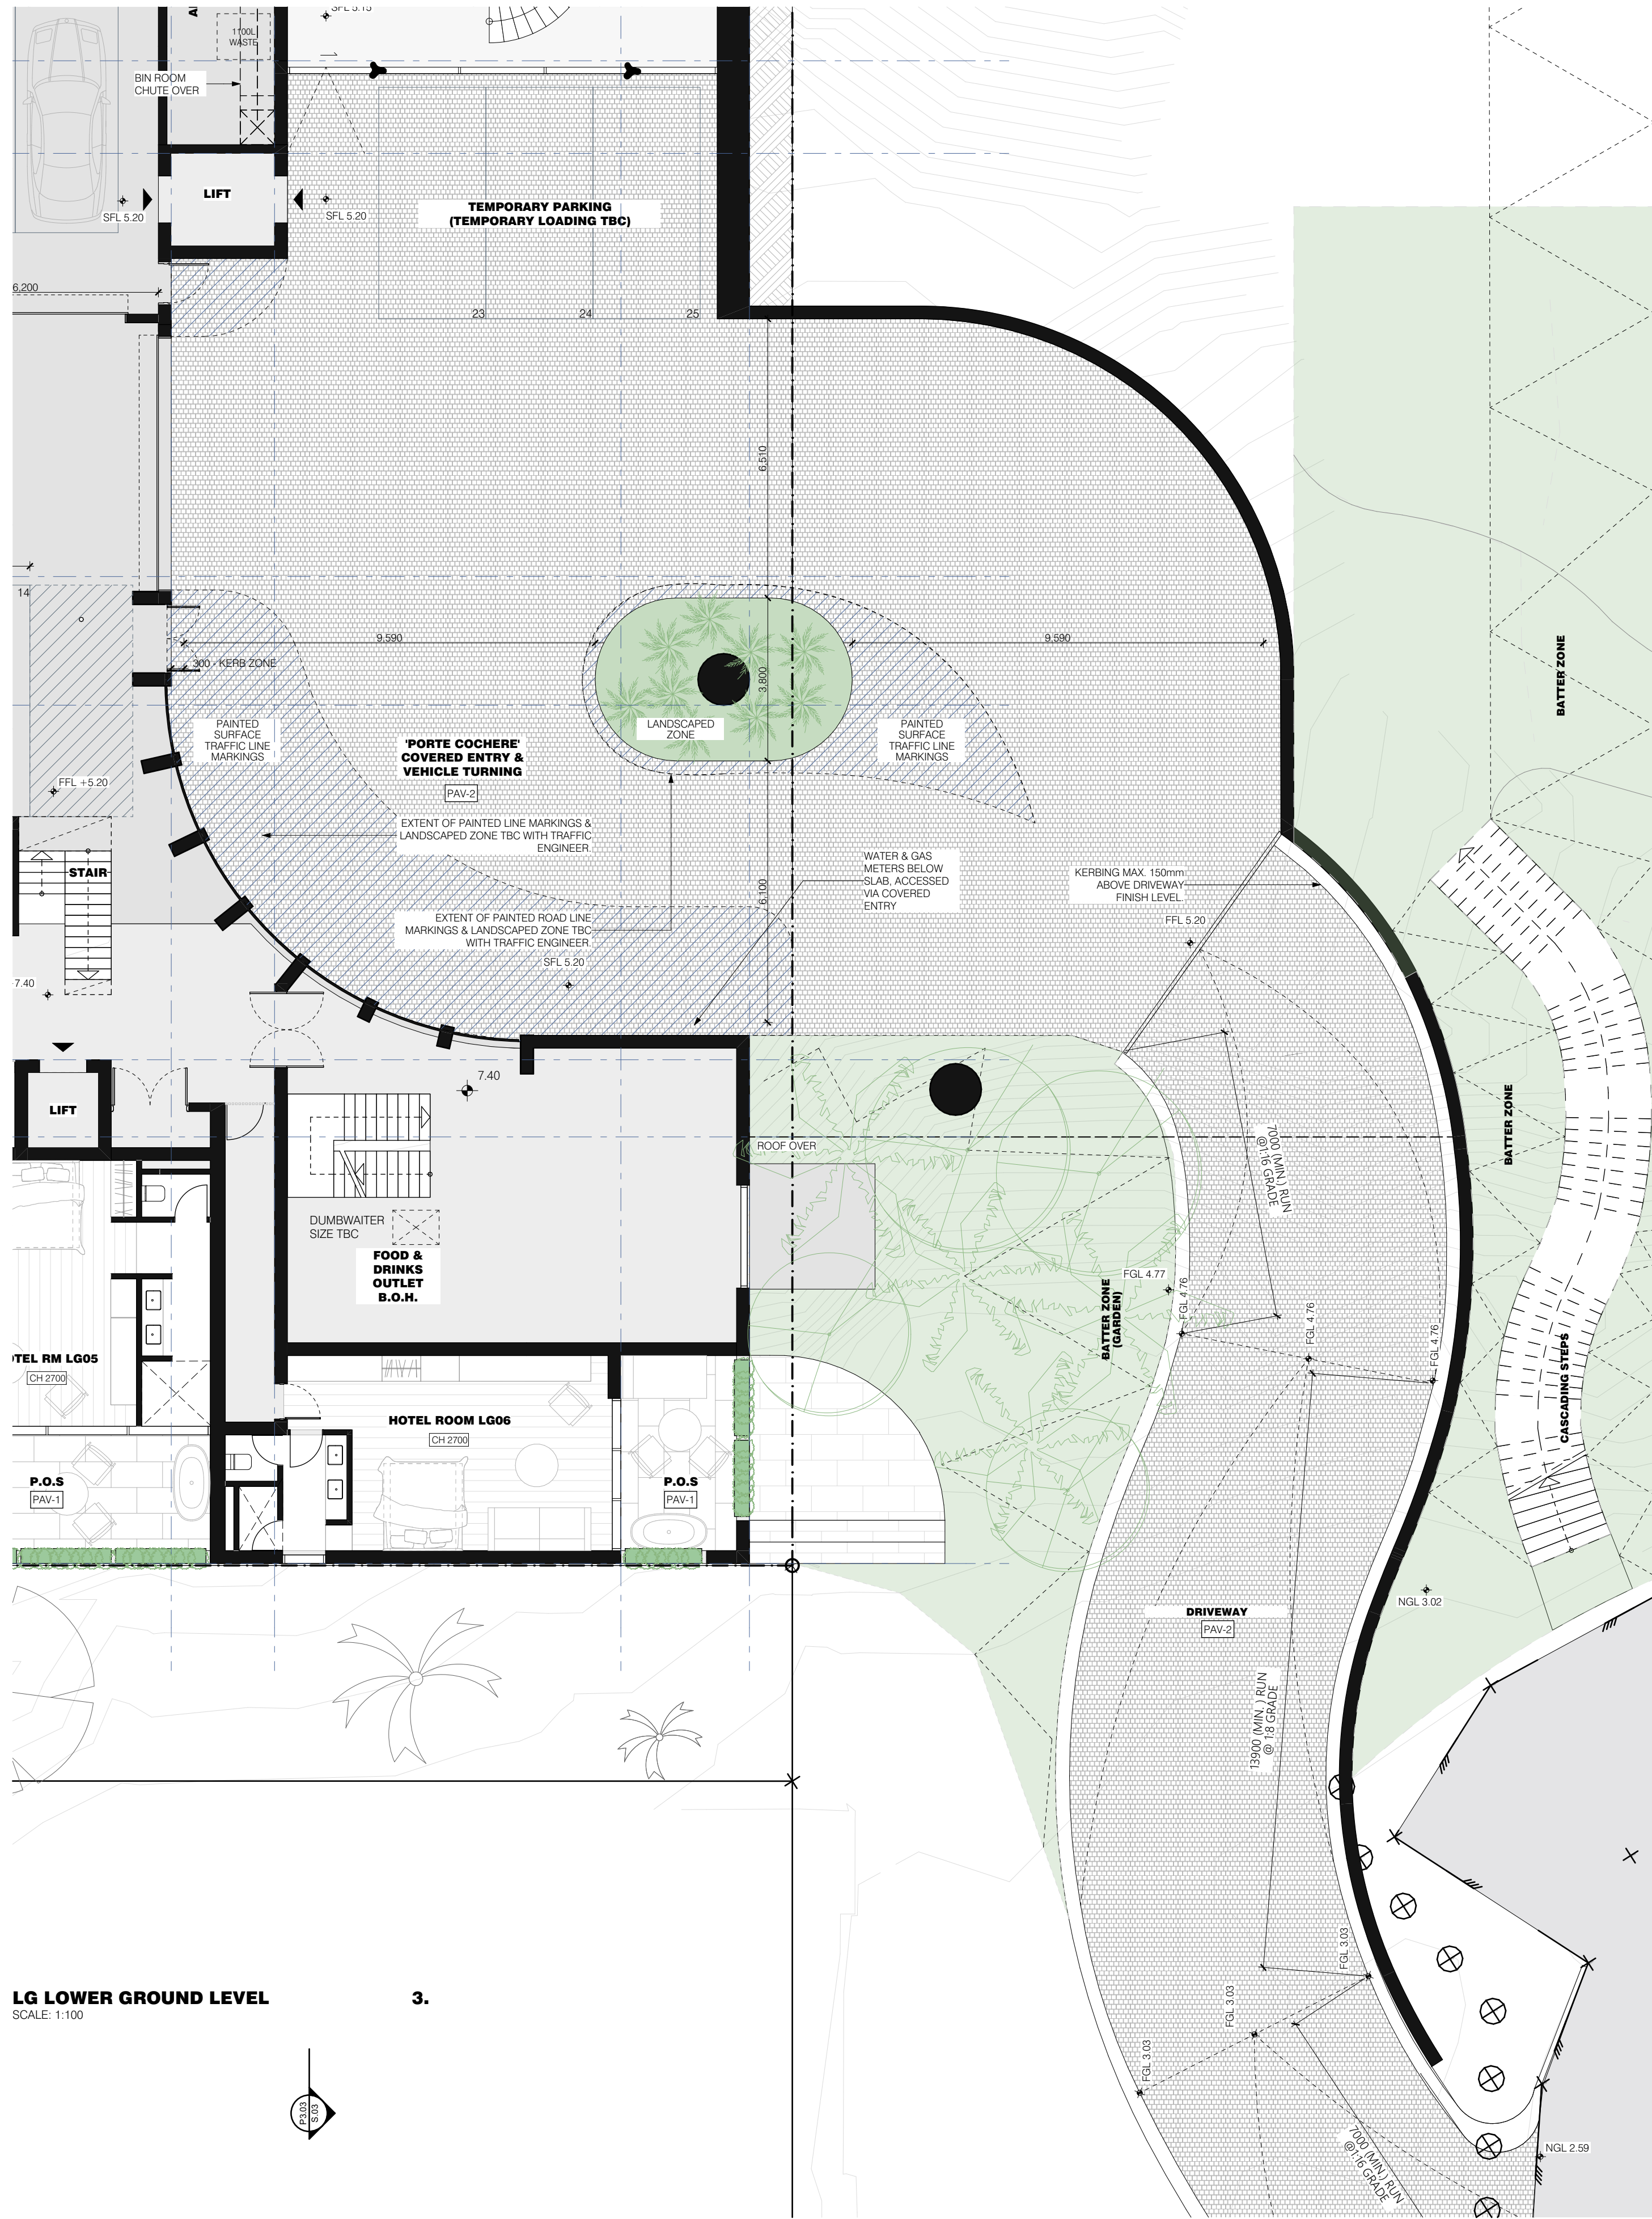 SFL 5.15
1100L
WASTE
BIN ROOM
CHUTE OVER
LIFT
SFL 5.20
SFL 5.20
TEMPORARY PARKING
(TEMPORARY LOADING TBC)
6,200
23
24
25
6,510
14
9,590
9,590
300 - KERB ZONE
3,800
PAINTED
SURFACE
TRAFFIC LINE
MARKINGS
LANDSCAPED
ZONE
PAINTED
SURFACE
TRAFFIC LINE
MARKINGS
BATTER ZONE
'PORTE COCHERE'
COVERED ENTRY &
VEHICLE TURNING
PAV-2
FFL +5.20
EXTENT OF PAINTED LINE MARKINGS &
LANDSCAPED ZONE TBC WITH TRAFFIC
ENGINEER.
WATER & GAS
METERS BELOW
SLAB, ACCESSED
VIA COVERED
ENTRY
KERBING MAX. 150mm
ABOVE DRIVEWAY
FINISH LEVEL.
STAIR
6,100
EXTENT OF PAINTED ROAD LINE
MARKINGS & LANDSCAPED ZONE TBC
WITH TRAFFIC ENGINEER.
FFL 5.20
SFL 5.20
7.40
7.40
LIFT
ROOF OVER
BATTER ZONE
7000 (MIN.) RUN
@1:16 GRADE
DUMBWAITER
SIZE TBC
FOOD &
DRINKS
OUTLET
B.O.H.
FGL 4.77
FGL 4.76
FGL 4.76
FGL 4.76
BATTER ZONE
(GARDEN)
CASCADING STEPS
OTEL RM LG05
CH 2700
HOTEL ROOM LG06
CH 2700
P.O.S
PAV-1
P.O.S
PAV-1
NGL 3.02
DRIVEWAY
PAV-2
13900 (MIN. ) RUN
@ 1:8 GRADE
FGL 3.03
FGL 3.03
FGL 3.03
LG LOWER GROUND LEVEL
3.
SCALE: 1:100
P3.03
S.03
7000 (MIN.) RUN
@1:16 GRADE
NGL 2.59